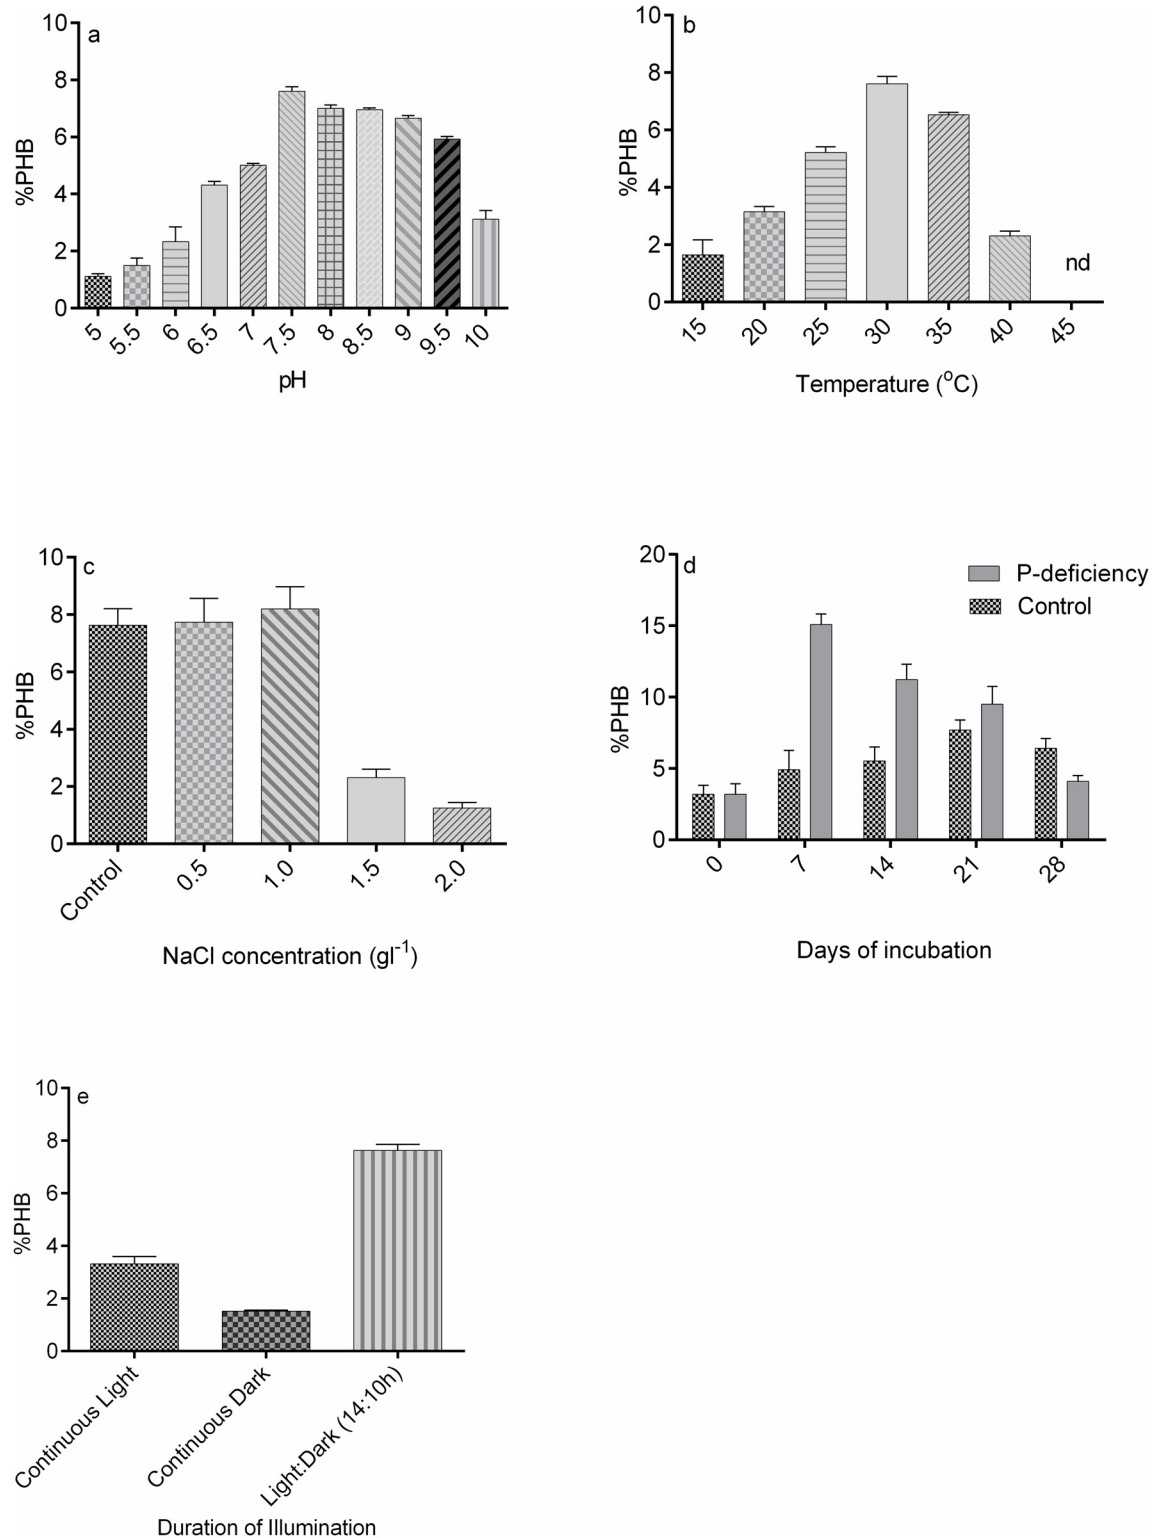 a
%PHB
10
8
6
4
2
0
5 5.5 6 6.5 7 7.5 8 8.5 9 9.5 10
pH
b
%PHB
10
8
6
4
2
0
nd
15 20 25 30 35 40 45
Temperature (°C)
c
%PHB
10
8
6
4
2
0
Control 0.5 1.0 1.5 2.0
NaCl concentration (gl⁻¹)
d
%PHB
20
15
10
5
0
P-deficiency
Control
0 7 14 21 28
Days of incubation
e
%PHB
10
8
6
4
2
0
Continuous Light
Continuous Dark
Light:Dark (14:10h)
Duration of Illumination